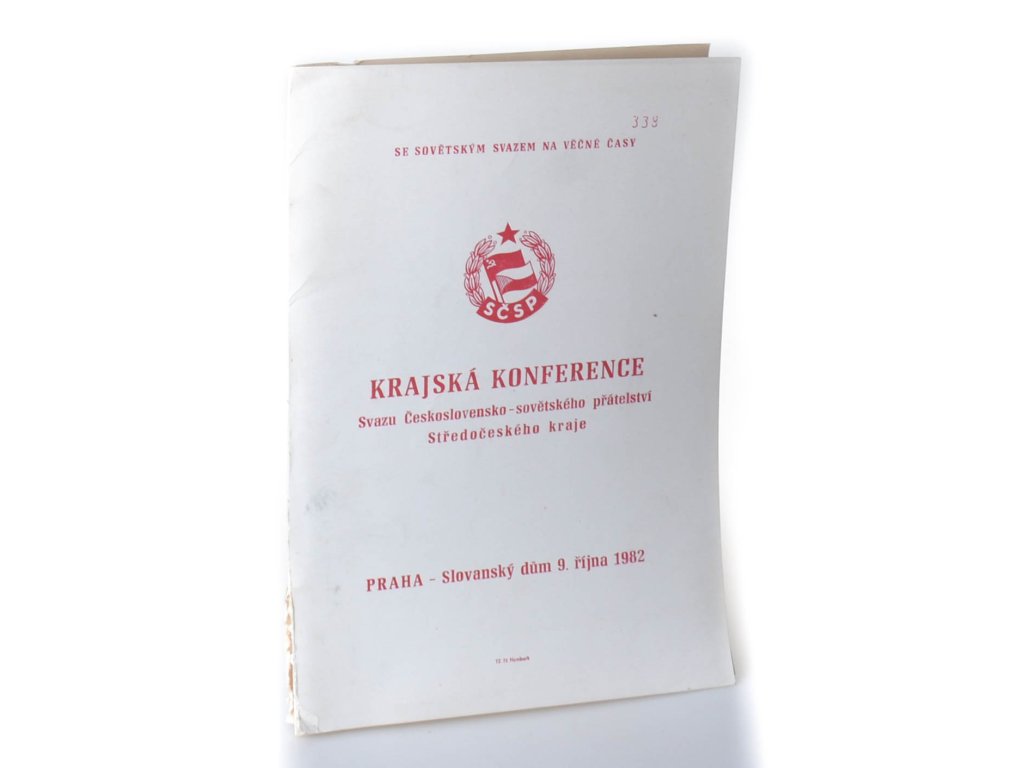 338
SE SOVĚTSKÝM SVAZEM NA VĚČNÉ ČASY
SČSP
KRAJSKÁ KONFERENCE
Svazu Československo-sovětského přátelství
Středočeského kraje
PRAHA - Slovanský dům 9. října 1982